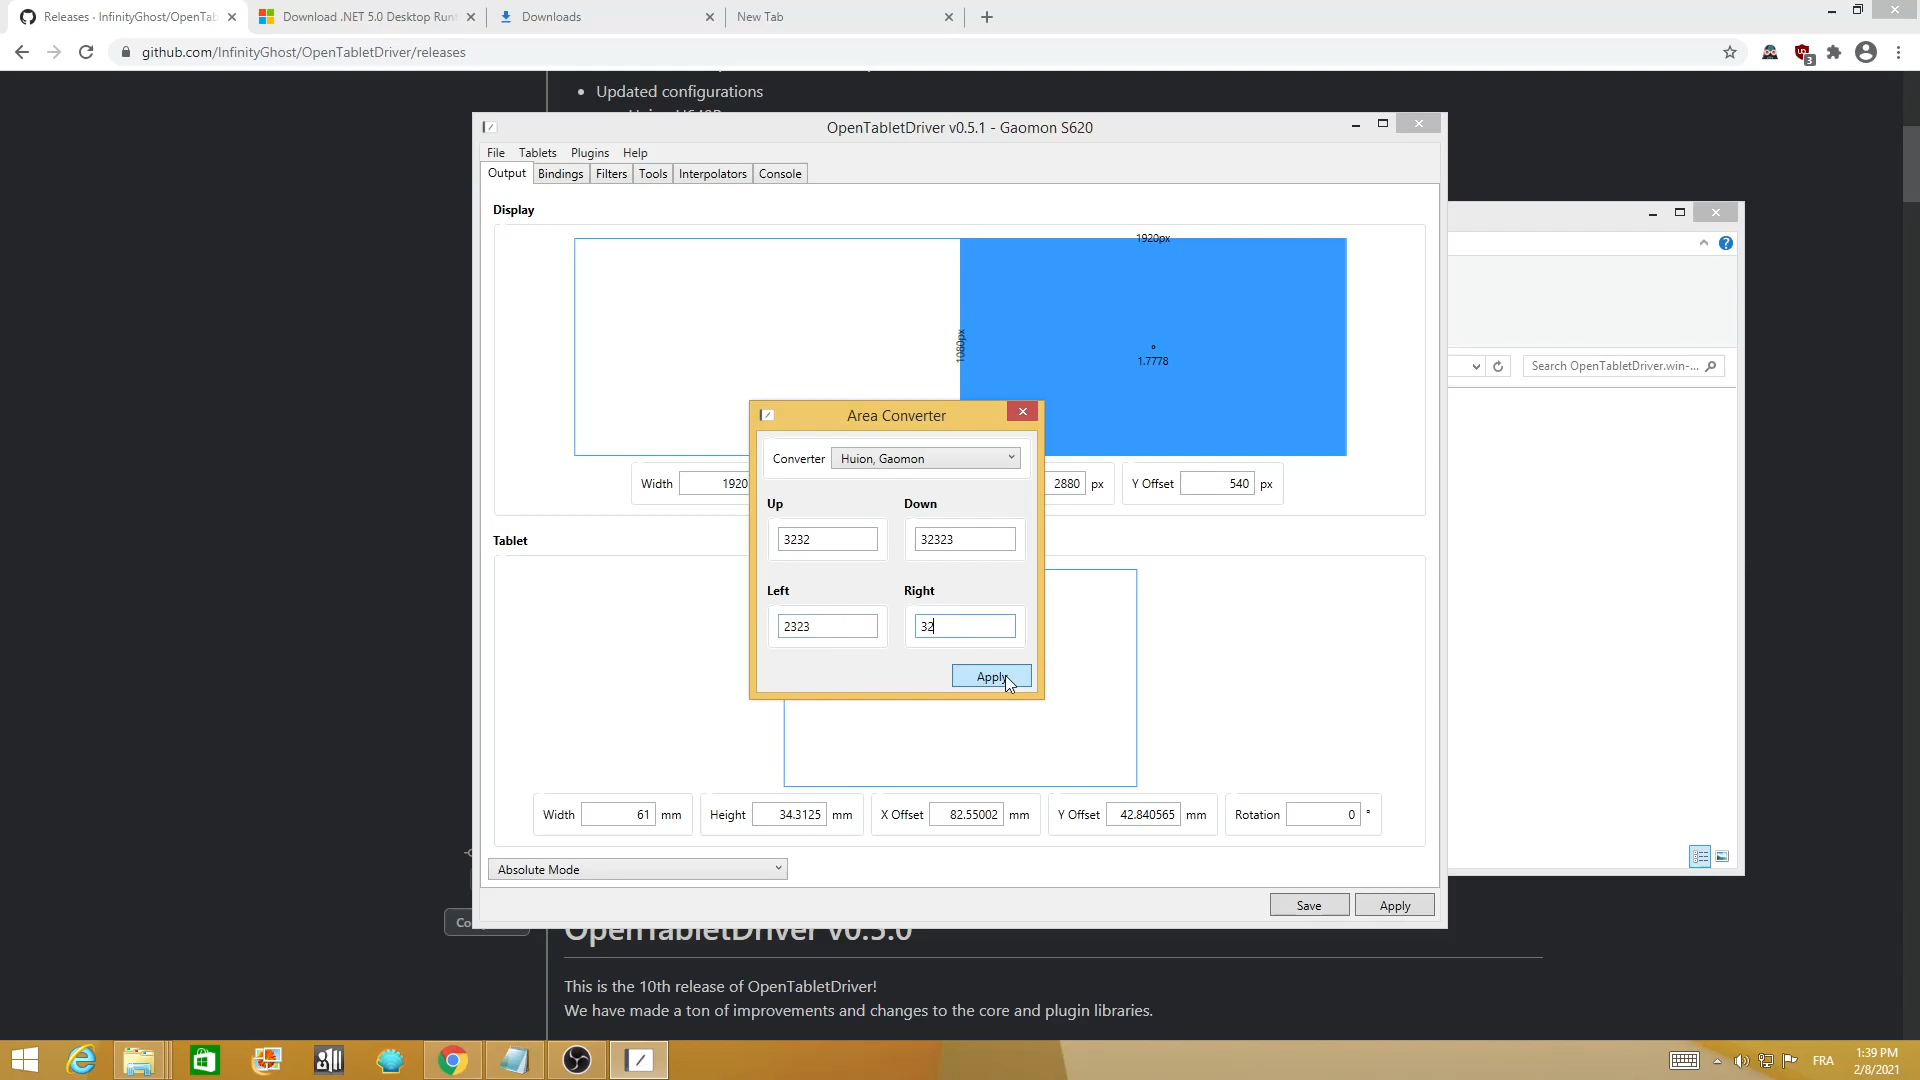 Releases · InfinityGhost/OpenTab
Download .NET 5.0 Desktop Runt
Downloads
New Tab
github.com/InfinityGhost/OpenTabletDriver/releases
3
Updated configurations
OpenTabletDriver v0.5.1 - Gaomon S620
File Tablets Plugins Help
Output Bindings Filters Tools Interpolators Console
Display
1920px
1080px
1.7778
Search OpenTabletDriver.win-...
Area Converter
Converter Huion, Gaomon
Up Down
3232 32323
Left Right
2323 32
Apply
Width 1920
2880 px
Y Offset 540 px
Tablet
Width 61 mm
Height 34.3125 mm
X Offset 82.55002 mm
Y Offset 42.840565 mm
Rotation 0 °
Absolute Mode
Save Apply
Co
OpenTabletDriver v0.5.0
This is the 10th release of OpenTabletDriver!
We have made a ton of improvements and changes to the core and plugin libraries.
FRA
1:39 PM
2/8/2021